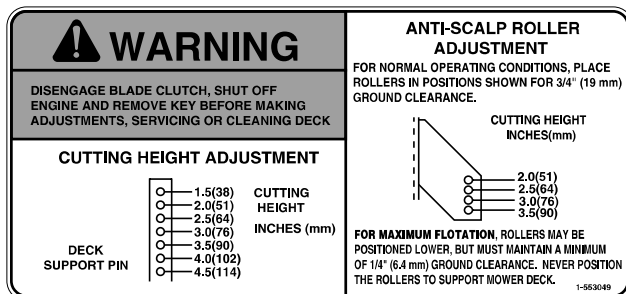 WARNING
DISENGAGE BLADE CLUTCH, SHUT OFF
ENGINE AND REMOVE KEY BEFORE MAKING
ADJUSTMENTS, SERVICING OR CLEANING DECK
CUTTING HEIGHT ADJUSTMENT
1.5(38)
2.0(51)
2.5(64)
3.0(76)
3.5(90)
4.0(102)
4.5(114)
CUTTING
HEIGHT
INCHES (mm)
DECK
SUPPORT PIN
ANTI-SCALP ROLLER
ADJUSTMENT
FOR NORMAL OPERATING CONDITIONS, PLACE
ROLLERS IN POSITIONS SHOWN FOR 3/4" (19 mm)
GROUND CLEARANCE.
CUTTING HEIGHT
INCHES(mm)
2.0(51)
2.5(64)
3.0(76)
3.5(90)
FOR MAXIMUM FLOTATION, ROLLERS MAY BE
POSITIONED LOWER, BUT MUST MAINTAIN A MINIMUM
OF 1/4" (6.4 mm) GROUND CLEARANCE. NEVER POSITION
THE ROLLERS TO SUPPORT MOWER DECK.
1-553049